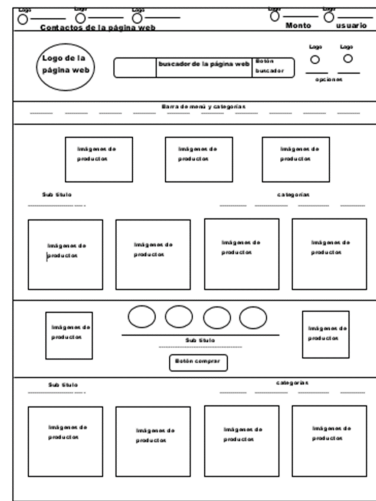 Logo Logo Logo Logo Logo
Contactos de la página web Monto usuario
Logo de la página web
buscador de la página web
Botón buscador
Logo Logo
opciones
Barra de menú y categorías
Imágenes de productos
Imágenes de productos
Imágenes de productos
Sub título categorías
Imágenes de productos
Imágenes de productos
Imágenes de productos
Imágenes de productos
Imágenes de productos
Sub título
Botón comprar
Imágenes de productos
Sub título categorías
Imágenes de productos
Imágenes de productos
Imágenes de productos
Imágenes de productos